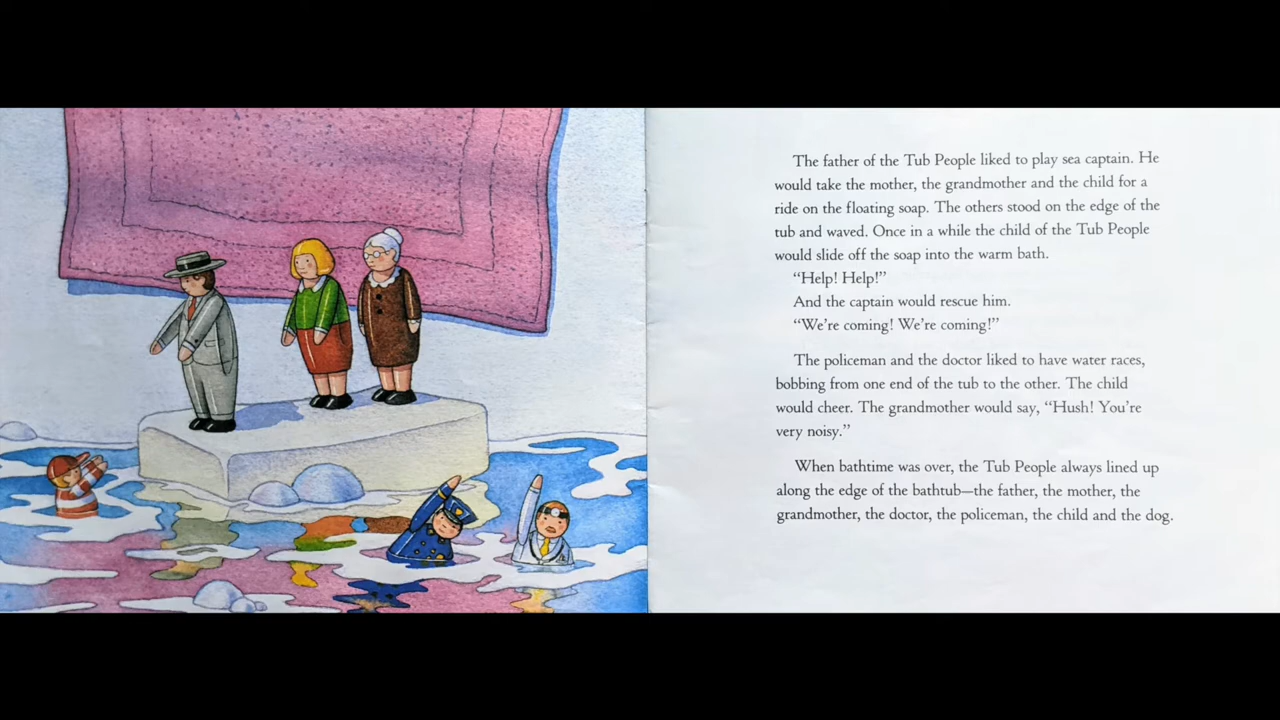 The father of the Tub People liked to play sea captain. He
would take the mother, the grandmother and the child for a
ride on the floating soap. The others stood on the edge of the
tub and waved. Once in a while the child of the Tub People
would slide off the soap into the warm bath.
“Help! Help!”
And the captain would rescue him.
“We’re coming! We’re coming!”
The policeman and the doctor liked to have water races,
bobbing from one end of the tub to the other. The child
would cheer. The grandmother would say, “Hush! You’re
very noisy.”
When bathtime was over, the Tub People always lined up
along the edge of the bathtub—the father, the mother, the
grandmother, the doctor, the policeman, the child and the dog.